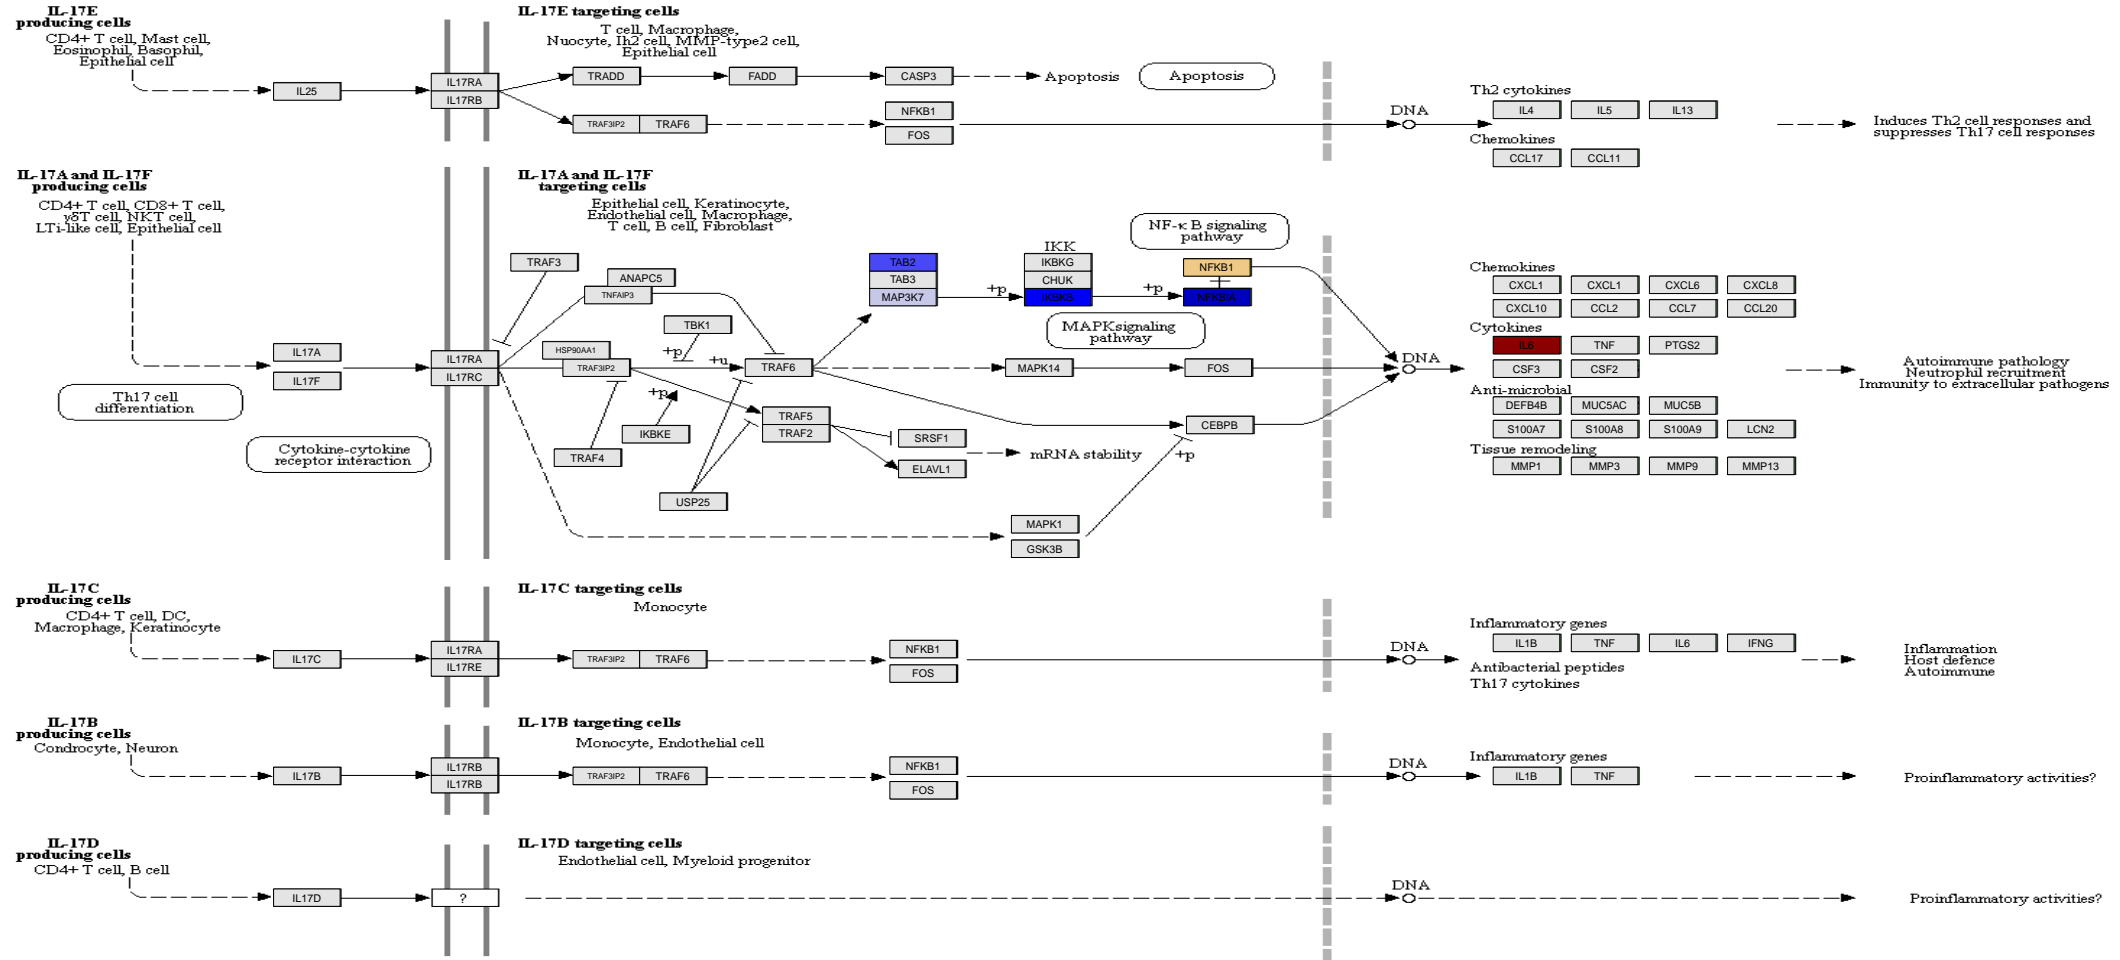 IL-17E
producing cells
CD4+ T cell, Mast cell,
Eosinophil, Basophil,
Epithelial cell
IL-17E targeting cells
T cell, Macrophage,
Nuocyte, Ih2 cell, MMP-type2 cell,
Epithelial cell
IL25
IL17RA
IL17RB
TRADD
FADD
CASP3
Apoptosis
Apoptosis
TRAF3IP2
TRAF6
NFKB1
FOS
DNA
Th2 cytokines
IL4
IL5
IL13
Chemokines
CCL17
CCL11
Induces Th2 cell responses and
suppresses Th17 cell responses
IL-17A and IL-17F
producing cells
CD4+ T cell, CD8+ T cell,
γδT cell, NKT cell,
LTi-like cell, Epithelial cell
IL-17A and IL-17F
targeting cells
Epithelial cell, Keratinocyte,
Endothelial cell, Macrophage,
T cell, B cell, Fibroblast
NF-κ B signaling
pathway
TRAF3
ANAPC5
TNFAIP3
TAB2
TAB3
MAP3K7
+p
IKK
IKBKG
CHUK
IKBKB
+p
NFKB1
NFKBIA
MAPKsignaling
pathway
TBK1
+p
+u
IL17A
IL17F
IL17RA
IL17RC
HSP90AA1
TRAF3IP2
TRAF6
MAPK14
FOS
DNA
Th17 cell
differentiation
Cytokine-cytokine
receptor interaction
+p
IKBKE
TRAF4
TRAF5
TRAF2
SRSF1
ELAVL1
mRNA stability
CEBPB
+p
USP25
MAPK1
GSK3B
Chemokines
CXCL1
CXCL1
CXCL6
CXCL8
CXCL10
CCL2
CCL7
CCL20
Cytokines
IL6
TNF
PTGS2
CSF3
CSF2
Anti-microbial
DEFB4B
MUC5AC
MUC5B
S100A7
S100A8
S100A9
LCN2
Tissue remodeling
MMP1
MMP3
MMP9
MMP13
Autoimmune pathology
Neutrophil recruitment
Immunity to extracellular pathogens
IL-17C
producing cells
CD4+ T cell, DC,
Macrophage, Keratinocyte
IL-17C targeting cells
Monocyte
IL17C
IL17RA
IL17RE
TRAF3IP2
TRAF6
NFKB1
FOS
DNA
Inflammatory genes
IL1B
TNF
IL6
IFNG
Antibacterial peptides
Th17 cytokines
Inflammation
Host defence
Autoimmune
IL-17B
producing cells
Condrocyte, Neuron
IL-17B targeting cells
Monocyte, Endothelial cell
IL17B
IL17RB
IL17RB
TRAF3IP2
TRAF6
NFKB1
FOS
DNA
Inflammatory genes
IL1B
TNF
Proinflammatory activities?
IL-17D
producing cells
CD4+ T cell, B cell
IL-17D targeting cells
Endothelial cell, Myeloid progenitor
IL17D
?
DNA
Proinflammatory activities?